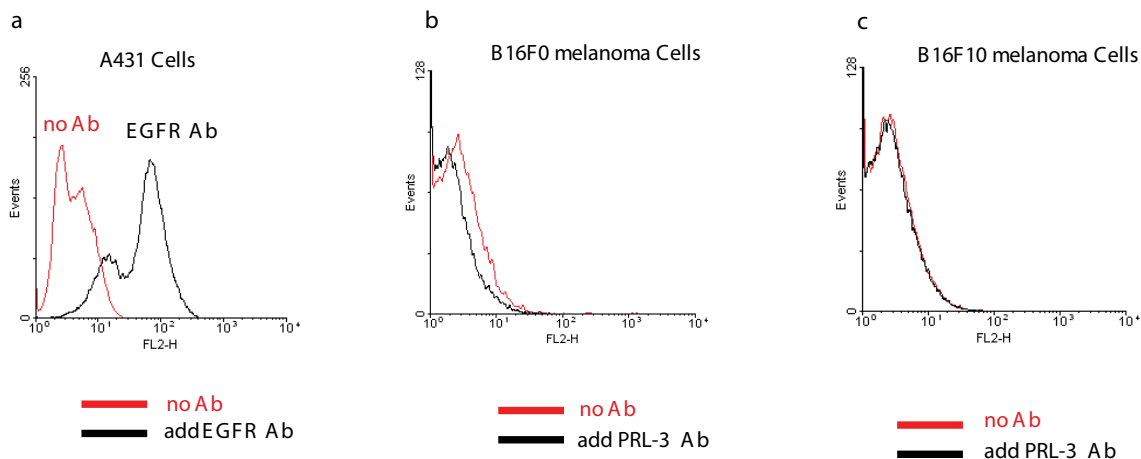 a
A431 Cells
256
no Ab
EGFR Ab
Events
0
10⁰
10¹
10²
10³
10⁴
FL2-H
no Ab
add EGFR Ab
b
B16F0 melanoma Cells
128
Events
0
10⁰
10¹
10²
10³
10⁴
FL2-H
no Ab
add PRL-3 Ab
c
B16F10 melanoma Cells
128
Events
0
10⁰
10¹
10²
10³
10⁴
FL2-H
no Ab
add PRL-3 Ab